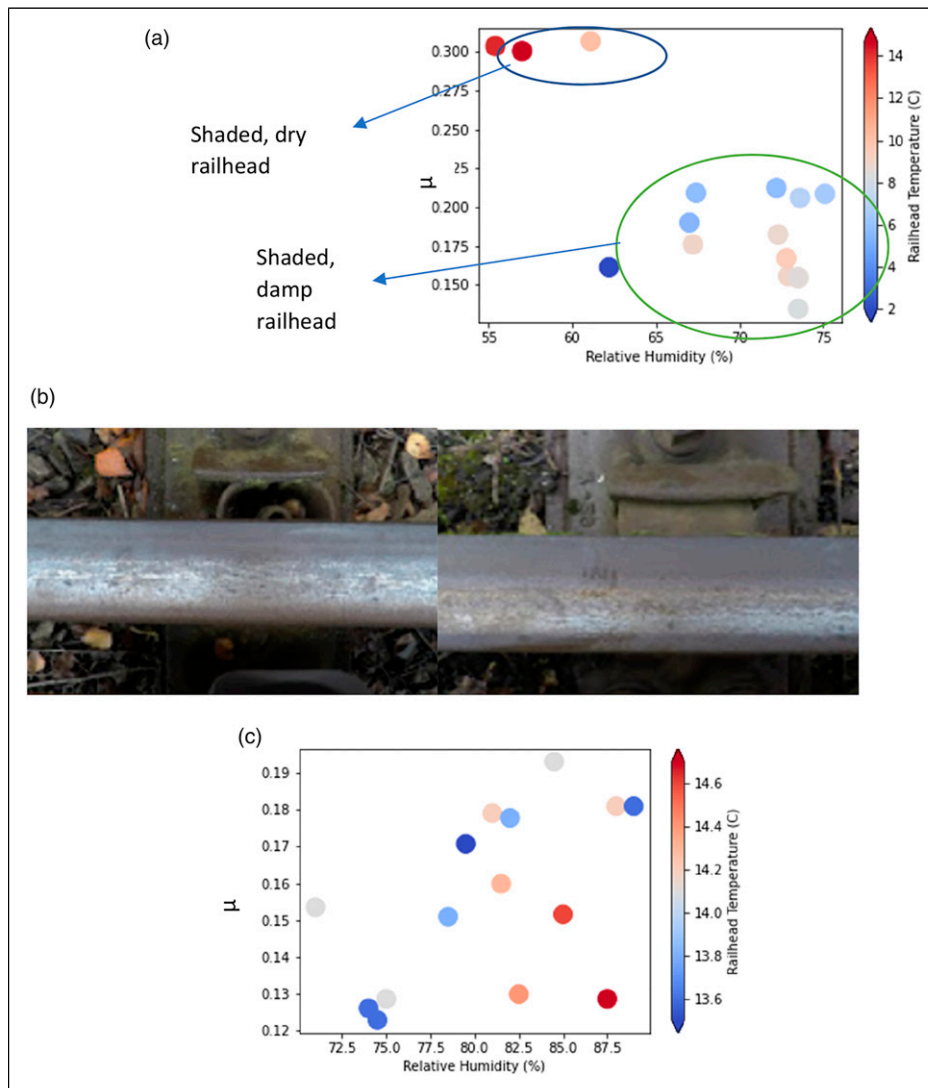 (a)
0.300
0.275
0.250
25
0.200
0.175
0.150
μ
55
60
65
70
75
Relative Humidity (%)
14
12
10
8
6
4
2
Railhead Temperature (C)
Shaded, dry
railhead
Shaded,
damp
railhead
(b)
(c)
0.19
0.18
0.17
0.16
0.15
0.14
0.13
0.12
μ
72.5
75.0
77.5
80.0
82.5
85.0
87.5
Relative Humidity (%)
14.6
14.4
14.2
14.0
13.8
13.6
Railhead Temperature (C)